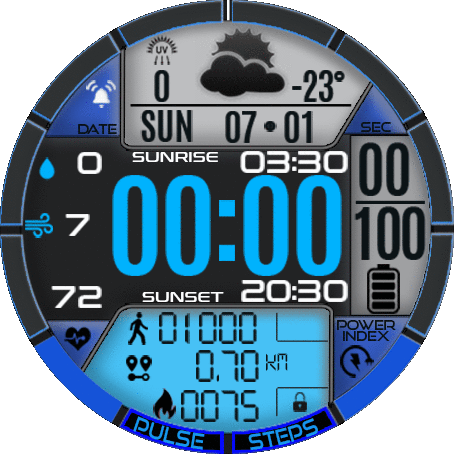 UV
0 -23°
SUN 07•01
DATE SEC
SUNRISE 03:30
0
00:00 00
7
100
72 SUNSET 20:30
01000 POWER
INDEX
0.70 KM
0075
PULSE STEPS